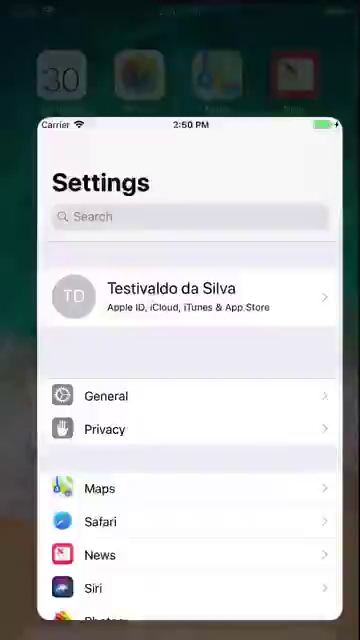 30
Carrier
2:50 PM
Settings
Search
TD
Testivaldo da Silva
Apple ID, iCloud, iTunes & App Store
General
Privacy
Maps
Safari
News
Siri
Photos